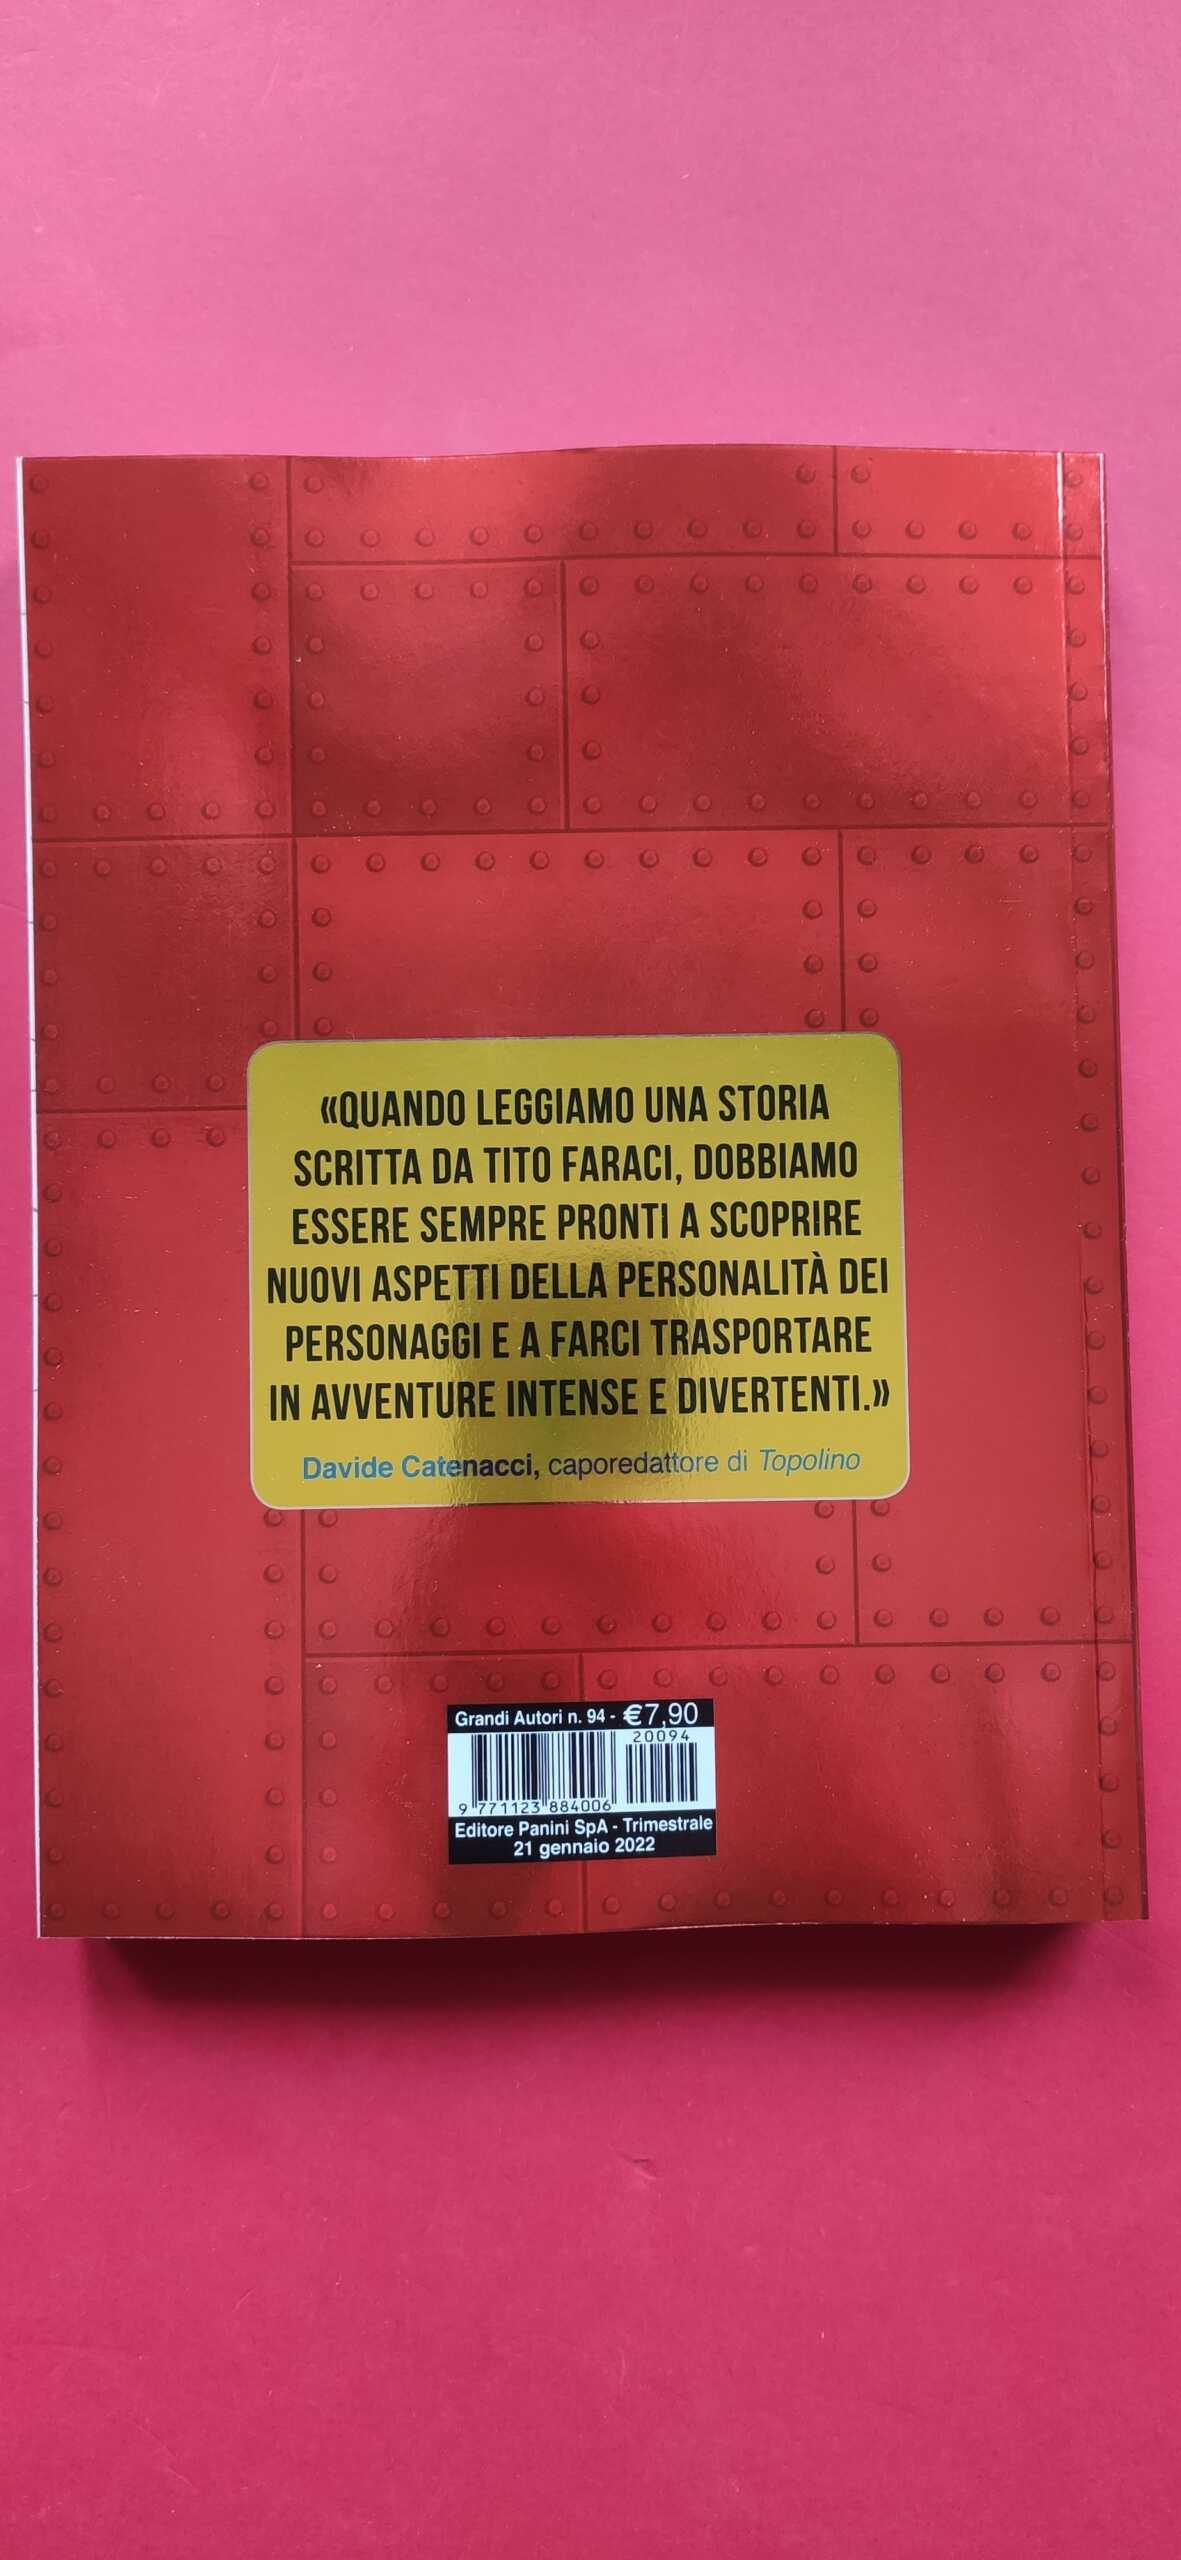 «QUANDO LEGGIAMO UNA STORIA
SCRITTA DA TITO FARACI, DOBBIAMO
ESSERE SEMPRE PRONTI A SCOPRIRE
NUOVI ASPETTI DELLA PERSONALITÀ DEI
PERSONAGGI E A FARCI TRASPORTARE
IN AVVENTURE INTENSE E DIVERTENTI.»
Davide Catenacci, caporedattore di Topolino
Grandi Autori n. 94 - €7,90
20094
9 771123 884006
Editore Panini SpA - Trimestrale
21 gennaio 2022